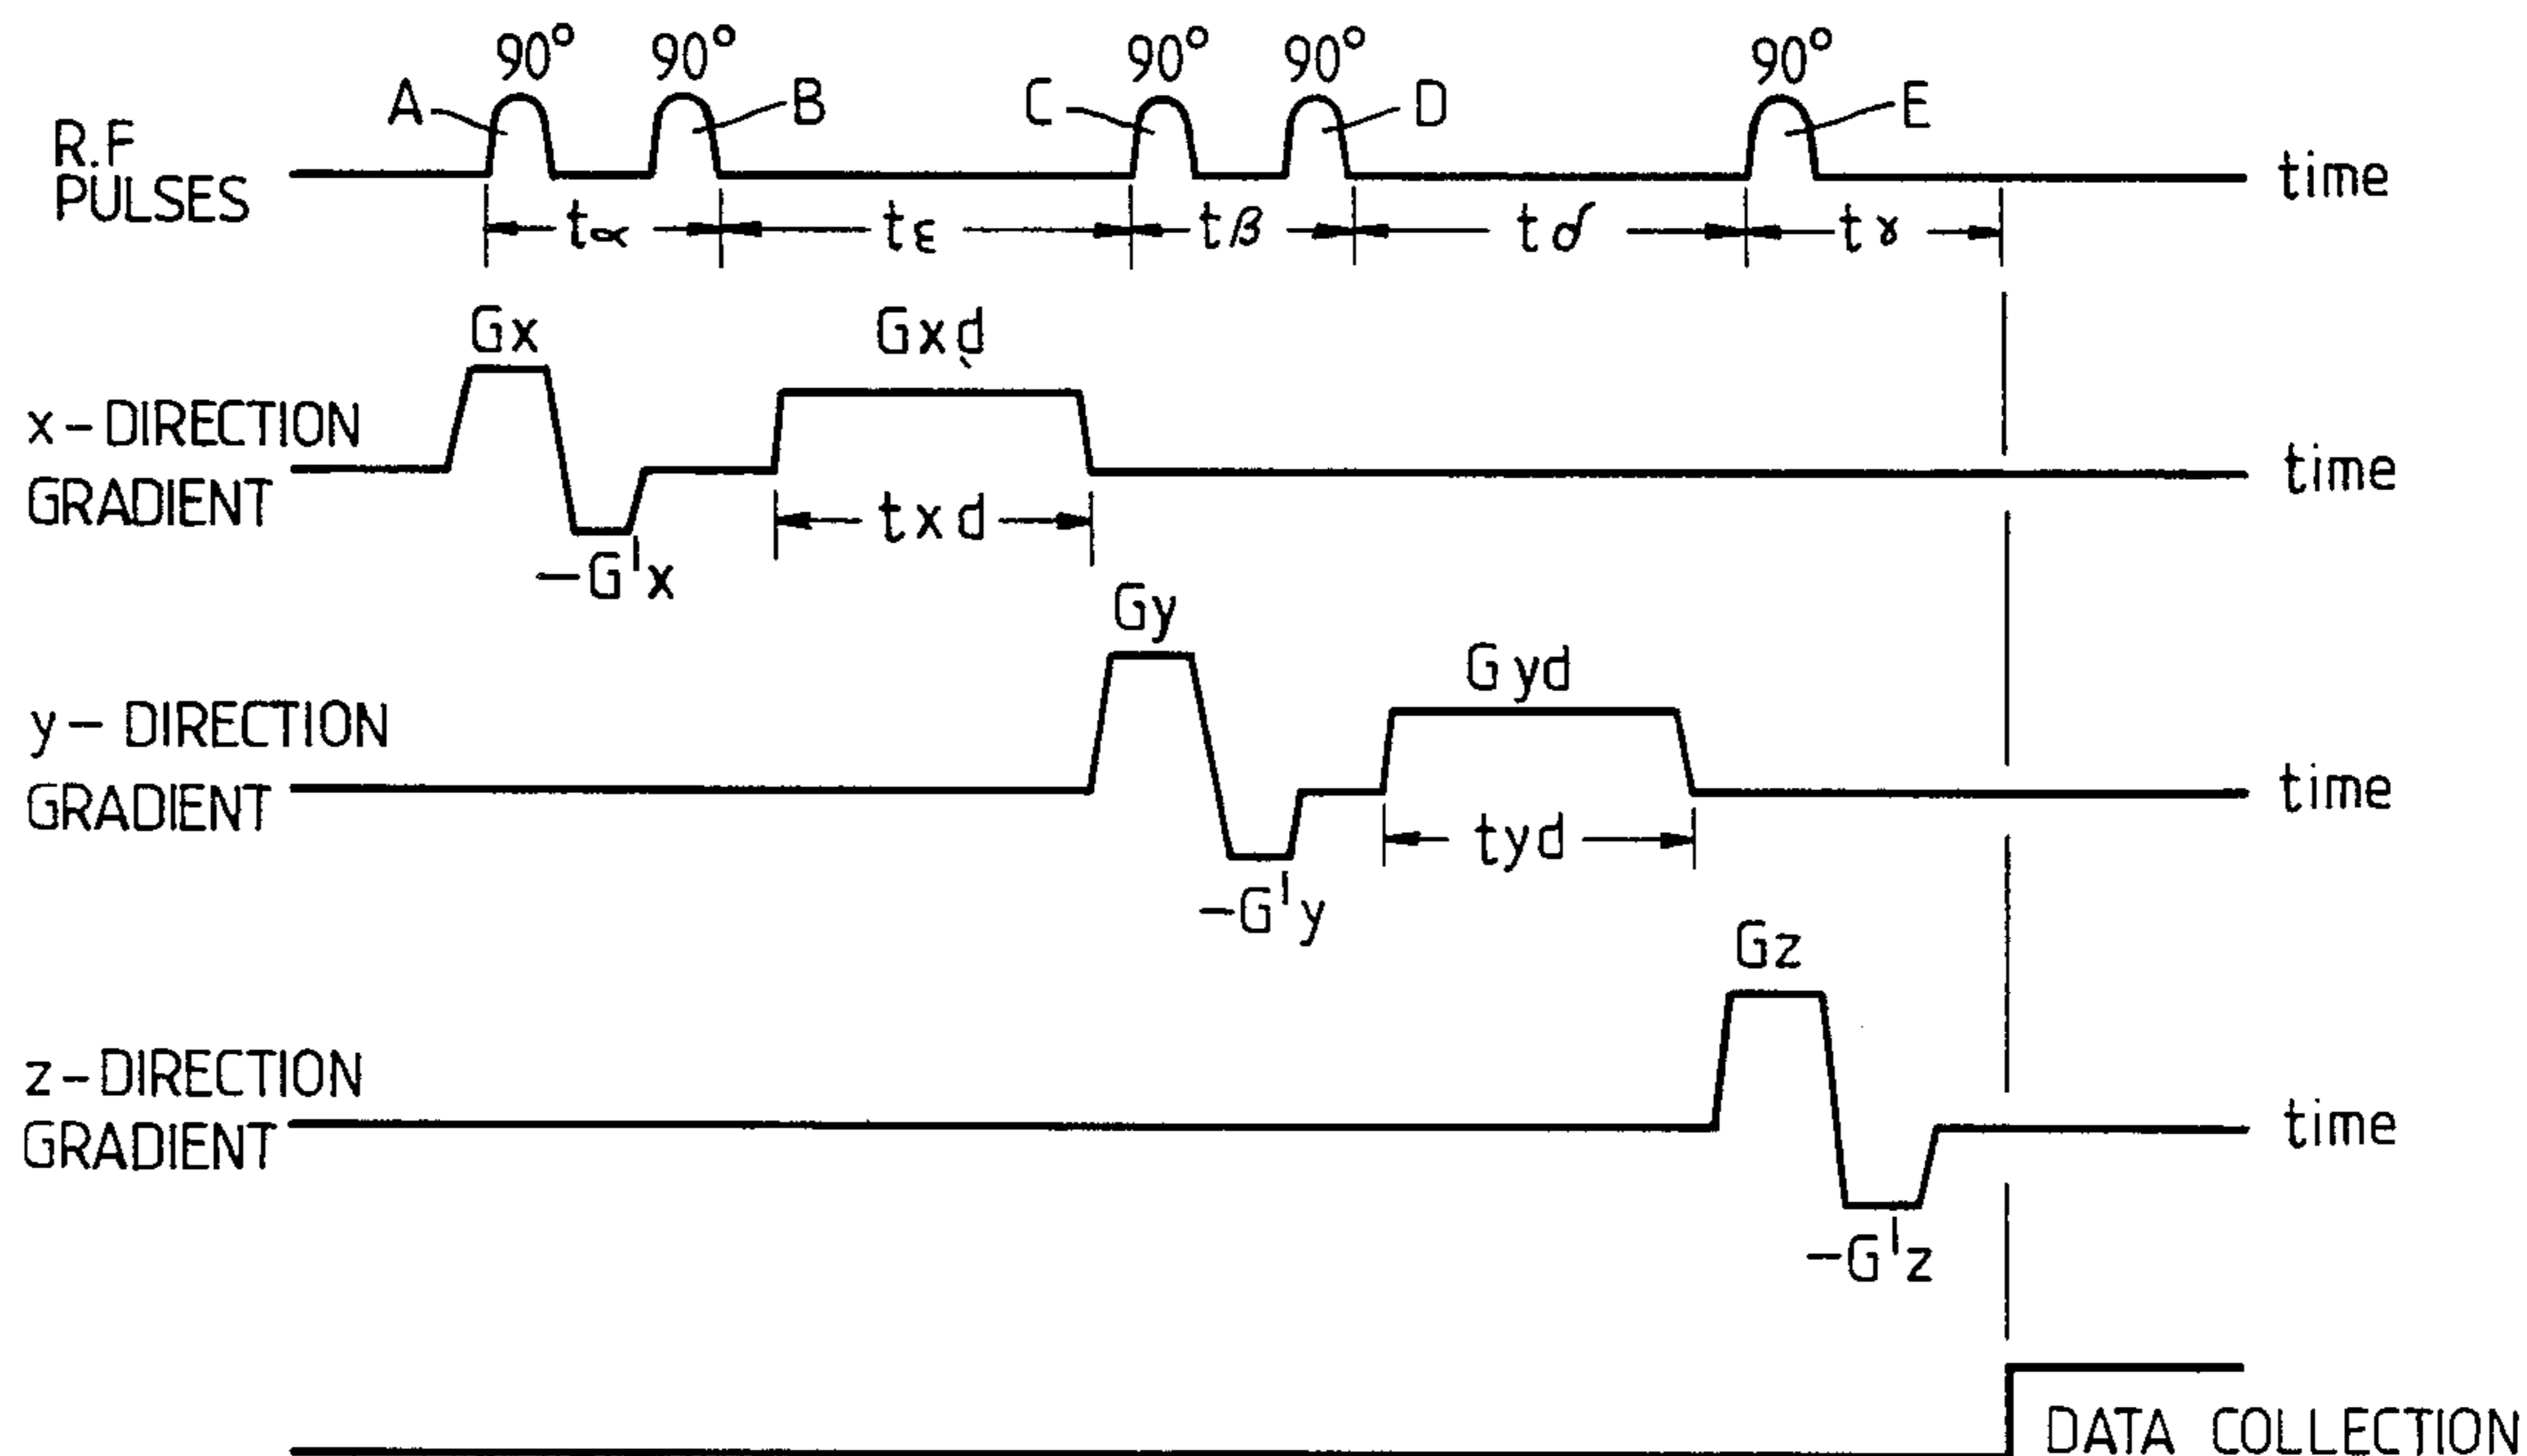 90° 90° 90° 90° 90°
A B C D E
R.F
PULSES
time
tα tε tβ tδ tγ
Gx Gxd
x-DIRECTION
GRADIENT
time
txd
-G'x
Gy
Gyd
y- DIRECTION
GRADIENT
time
tyd
-G'y
Gz
z-DIRECTION
GRADIENT
time
-G'z
DATA COLLECTION